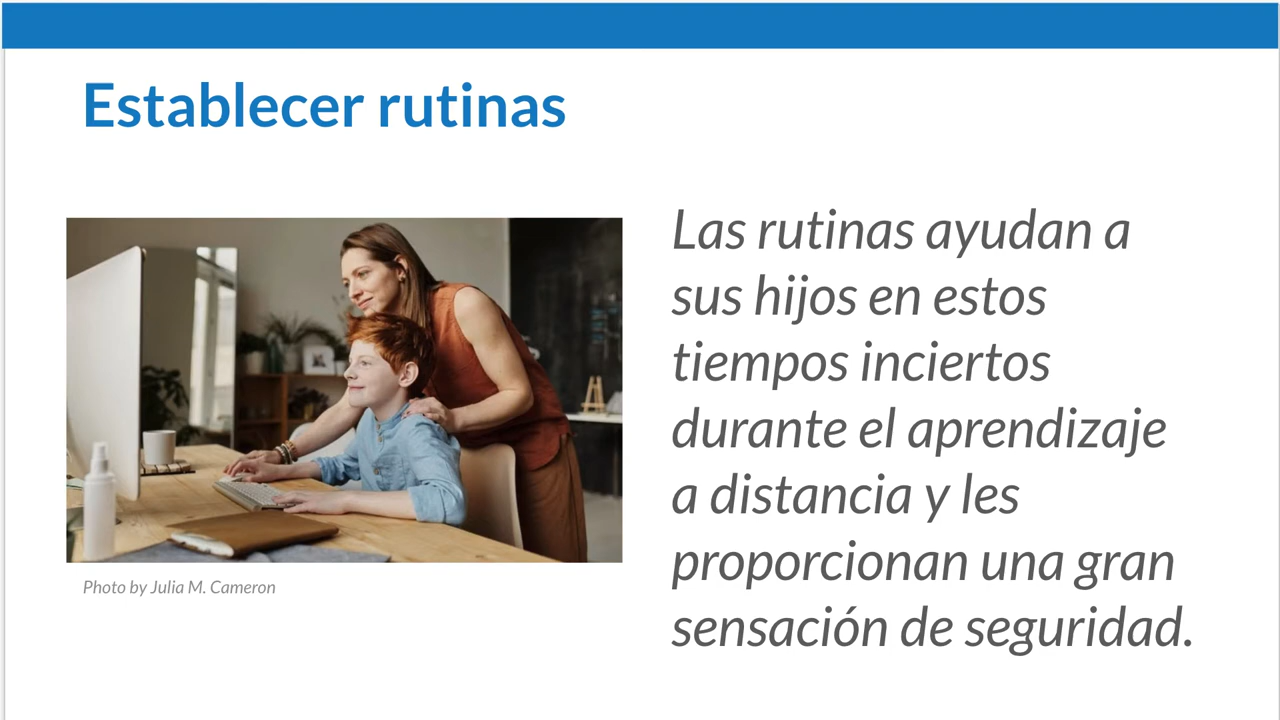 Establecer rutinas
Las rutinas ayudan a
sus hijos en estos
tiempos inciertos
durante el aprendizaje
a distancia y les
proporcionan una gran
sensación de seguridad.
Photo by Julia M. Cameron